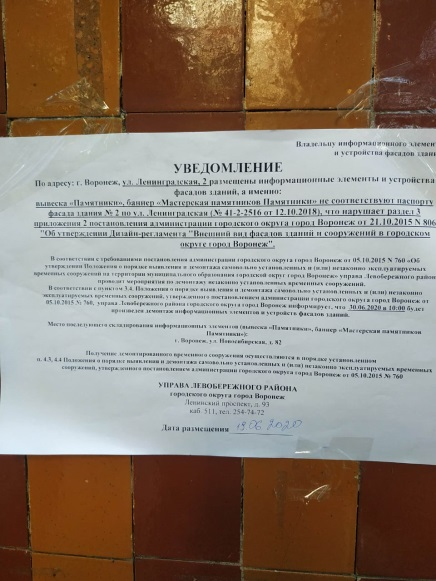 Владельцу информационного элемен
и устройства фасадов здани
УВЕДОМЛЕНИЕ
По адресу: г. Воронеж, ул. Ленинградская, 2 размещены информационные элементы и устройства
фасадов зданий, а именно:
вывеска «Памятники», баннер «Мастерская памятников Памятники» не соответствуют паспорту
фасада здания № 2 по ул. Ленинградская (№ 41-2-2516 от 12.10.2018), что нарушает раздел 3
приложения 2 постановления администрации городского округа город Воронеж от 21.10.2015 N 806
"Об утверждении Дизайн-регламента "Внешний вид фасадов зданий и сооружений в городском
округе город Воронеж".
В соответствии с требованиями постановления администрации городского округа город Воронеж от 05.10.2015 N 760 «Об
утверждении Положения о порядке выявления и демонтажа самовольно установленных и (или) незаконно эксплуатируемых
временных сооружений на территории муниципального образования городской округ город Воронеж» управа Левобережного района
проводит мероприятия по демонтажу незаконно установленных временных сооружений.
В соответствии с пунктом 3.4. Положения о порядке выявления и демонтажа самовольно установленных и (или) незаконно
эксплуатируемых временных сооружений, утвержденного постановлением администрации городского округа город Воронеж от
05.10.2015 № 760, управа Левобережного района городского округа город Воронеж информирует, что 30.06.2020 в 10:00 будет
произведен демонтаж информационных элементов и устройств фасадов зданий.
Место последующего складирования информационных элементов (вывеска «Памятники», баннер «Мастерская памятников
Памятники»):
г. Воронеж, ул. Новосибирская, д. 82
Получение демонтированного временного сооружения осуществляются в порядке установленном
п. 4.3, 4.4 Положения о порядке выявления и демонтажа самовольно установленных и (или) незаконно эксплуатируемых временных
сооружений, утвержденного постановлением администрации городского округа город Воронеж от 05.10.2015 № 760
УПРАВА ЛЕВОБЕРЕЖНОГО РАЙОНА
городского округа город Воронеж
Ленинский проспект, д. 93
каб. 511, тел. 254-74-72
Дата размещения 19.06.2020